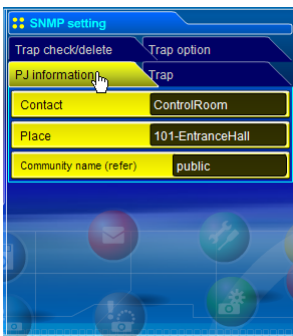 SNMP setting
Trap check/delete Trap option
PJ information Trap
Contact ControlRoom
Place 101-EntranceHall
Community name (refer) public